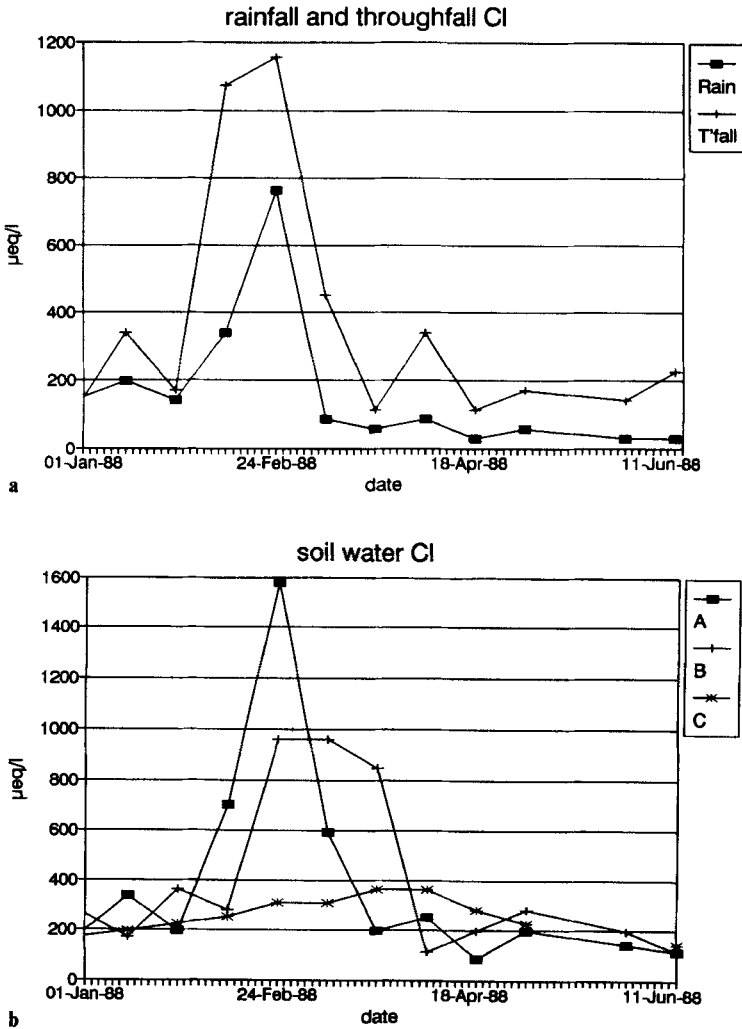 rainfall and throughfall Cl
1200
1000
800
600
400
200
0
µeq/l
01-Jan-88
24-Feb-88
18-Apr-88
11-Jun-88
date
Rain
T'fall
a
soil water Cl
1600
1400
1200
1000
800
600
400
200
0
µeq/l
01-Jan-88
24-Feb-88
18-Apr-88
11-Jun-88
date
A
B
C
b